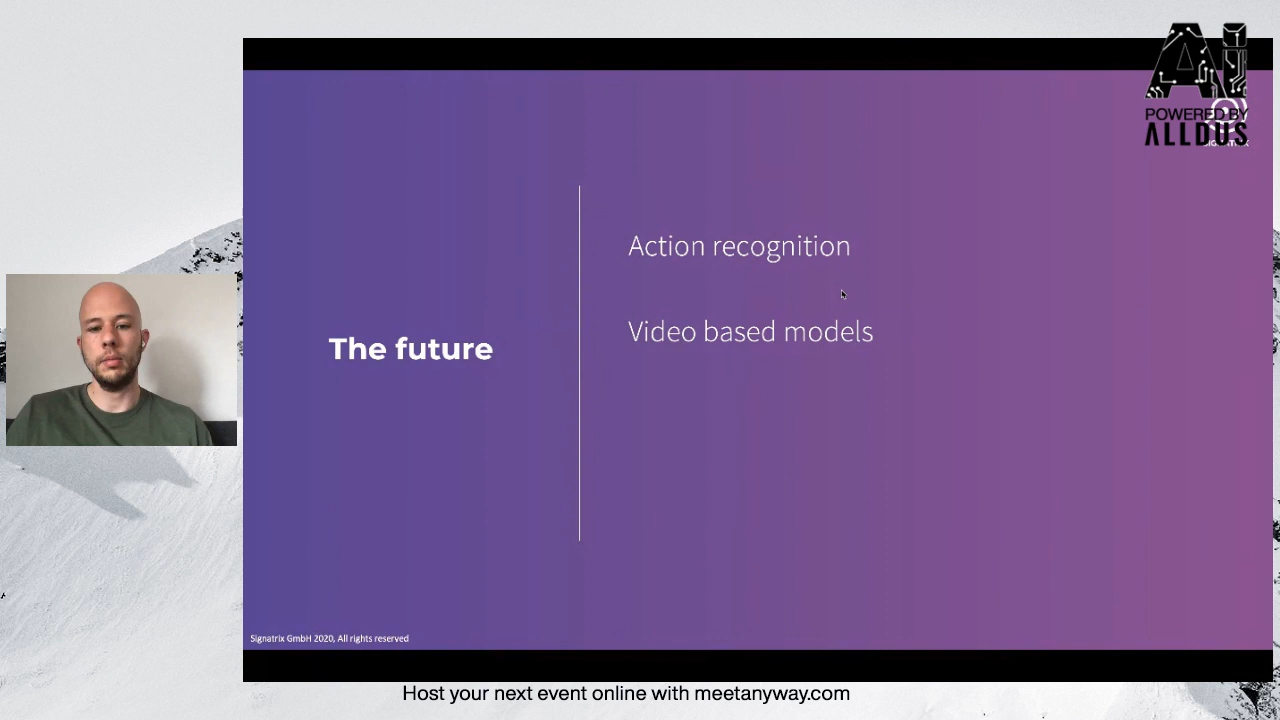 AI
POWERED BY
ALLDUS
Action recognition
Video based models
The future
Signatrix GmbH 2020, All rights reserved
Host your next event online with meetanyway.com